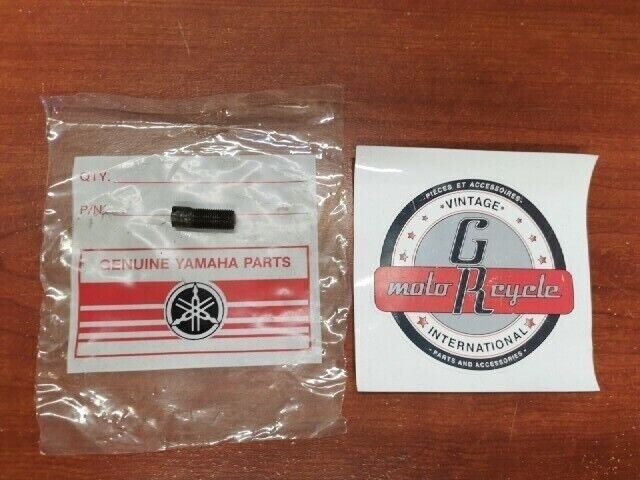 QTY.
P/N.
GENUINE YAMAHA PARTS
- PIÈCES ET ACCESSOIRES -
VINTAGE
G
moto R cycle
INTERNATIONAL
- PARTS AND ACCESSORIES -